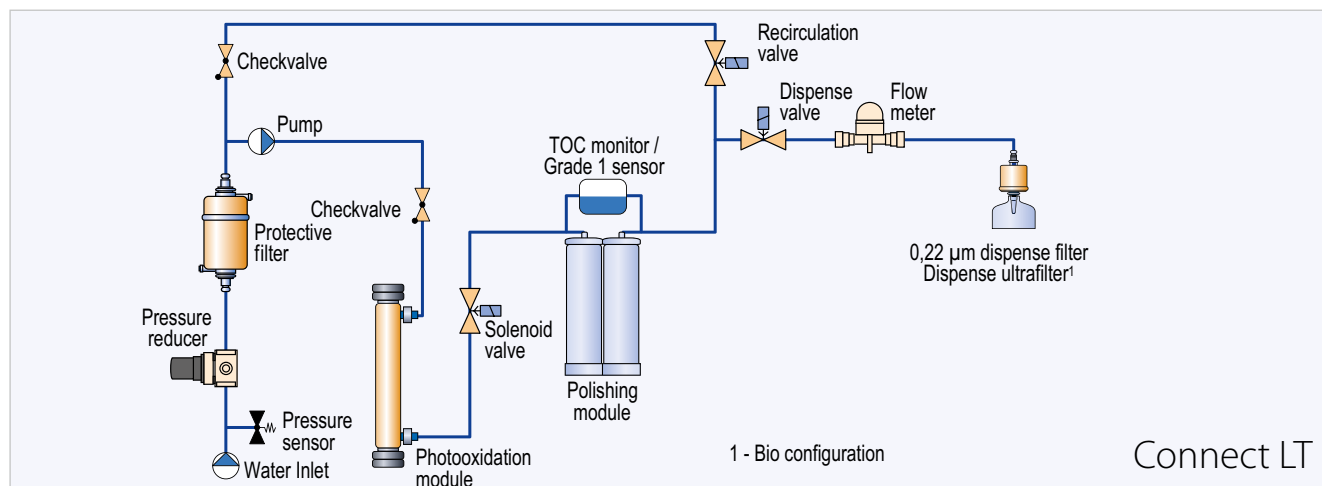 Recirculation
valve
Checkvalve
Dispense
valve
Flow
meter
Pump
TOC monitor /
Grade 1 sensor
Checkvalve
Protective
filter
0,22 µm dispense filter
Dispense ultrafilter¹
Pressure
reducer
Solenoid
valve
Polishing
module
Pressure
sensor
Water Inlet
Photooxidation
module
1 - Bio configuration
Connect LT